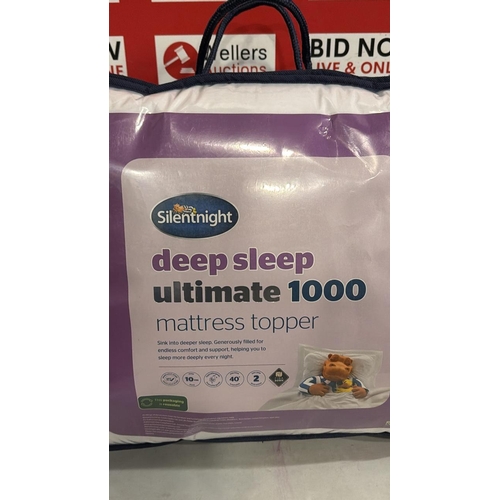 ellers
BID NO
uctions
IVE & ONL
Silentnight
deep sleep
ultimate 1000
mattress topper
Sink into deeper sleep. Generously filled for
endless comfort and support, helping you to
sleep more deeply every night.
10
40°
2